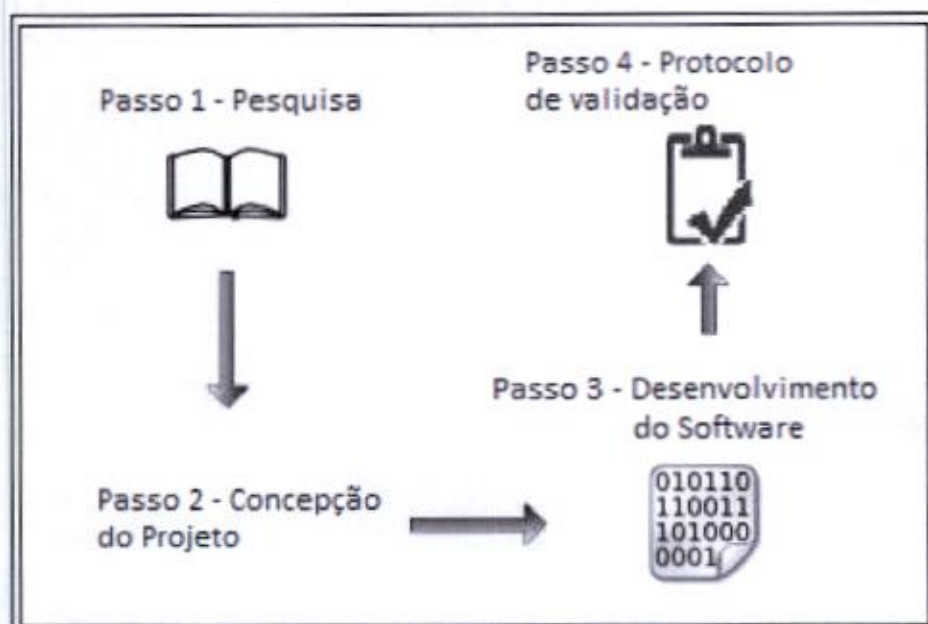 Passo 1 - Pesquisa
Passo 2 - Concepção
do Projeto
Passo 3 - Desenvolvimento
do Software
010110
110011
101000
0001
Passo 4 - Protocolo
de validação